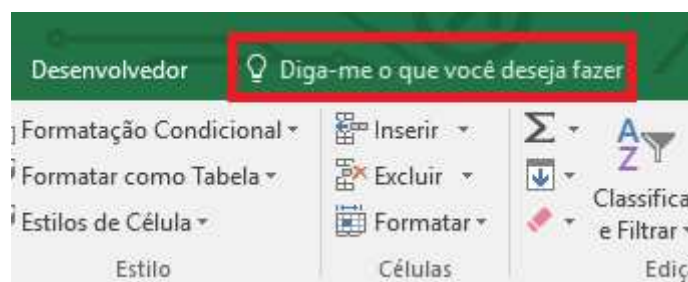 Desenvolvedor Diga-me o que você deseja fazer
Formatação Condicional Inserir
Formatar como Tabela Excluir
Estilos de Célula Formatar
Classifica
e Filtrar
Estilo Células Ediç